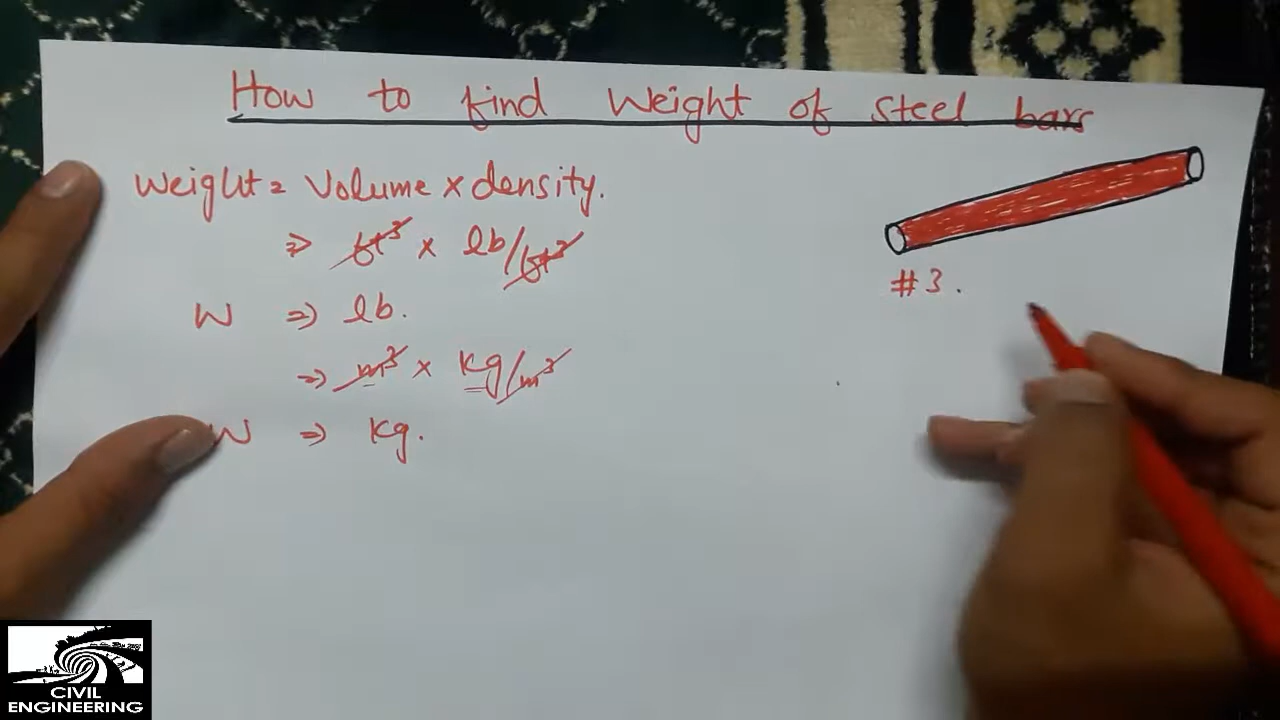 How to find Weight of Steel bars
Weight = Volume x density.
⇒ ft³ x lb/ft³
W ⇒ lb.
⇒ m³ x kg/m³
W ⇒ kg.
#3.
CIVIL
ENGINEERING